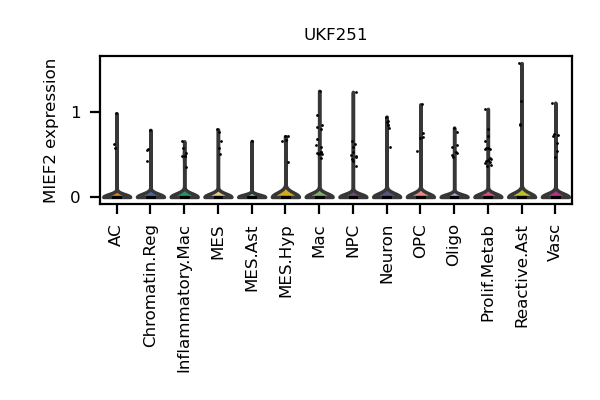 UKF251
MIEF2 expression
1
0
AC
Chromatin.Reg
Inflammatory.Mac
MES
MES.Ast
MES.Hyp
Mac
NPC
Neuron
OPC
Oligo
Prolif.Metab
Reactive.Ast
Vasc